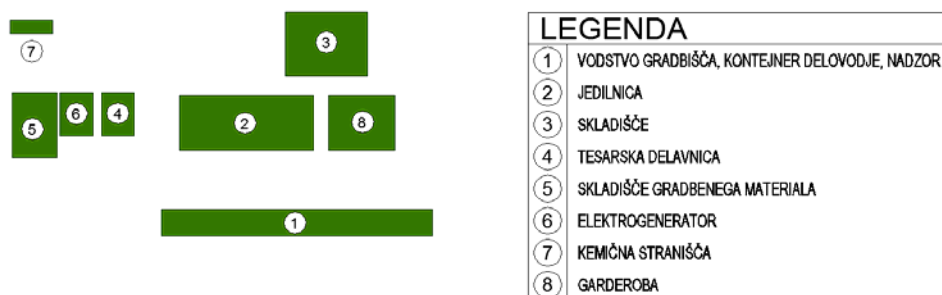 3
7
5
6
4
2
8
1
LEGENDA
1 VODSTVO GRADBIŠČA, KONTEJNER DELOVODJE, NADZOR
2 JEDILNICA
3 SKLADIŠČE
4 TESARSKA DELAVNICA
5 SKLADIŠČE GRADBENEGA MATERIALA
6 ELEKTROGENERATOR
7 KEMIČNA STRANIŠČA
8 GARDEROBA